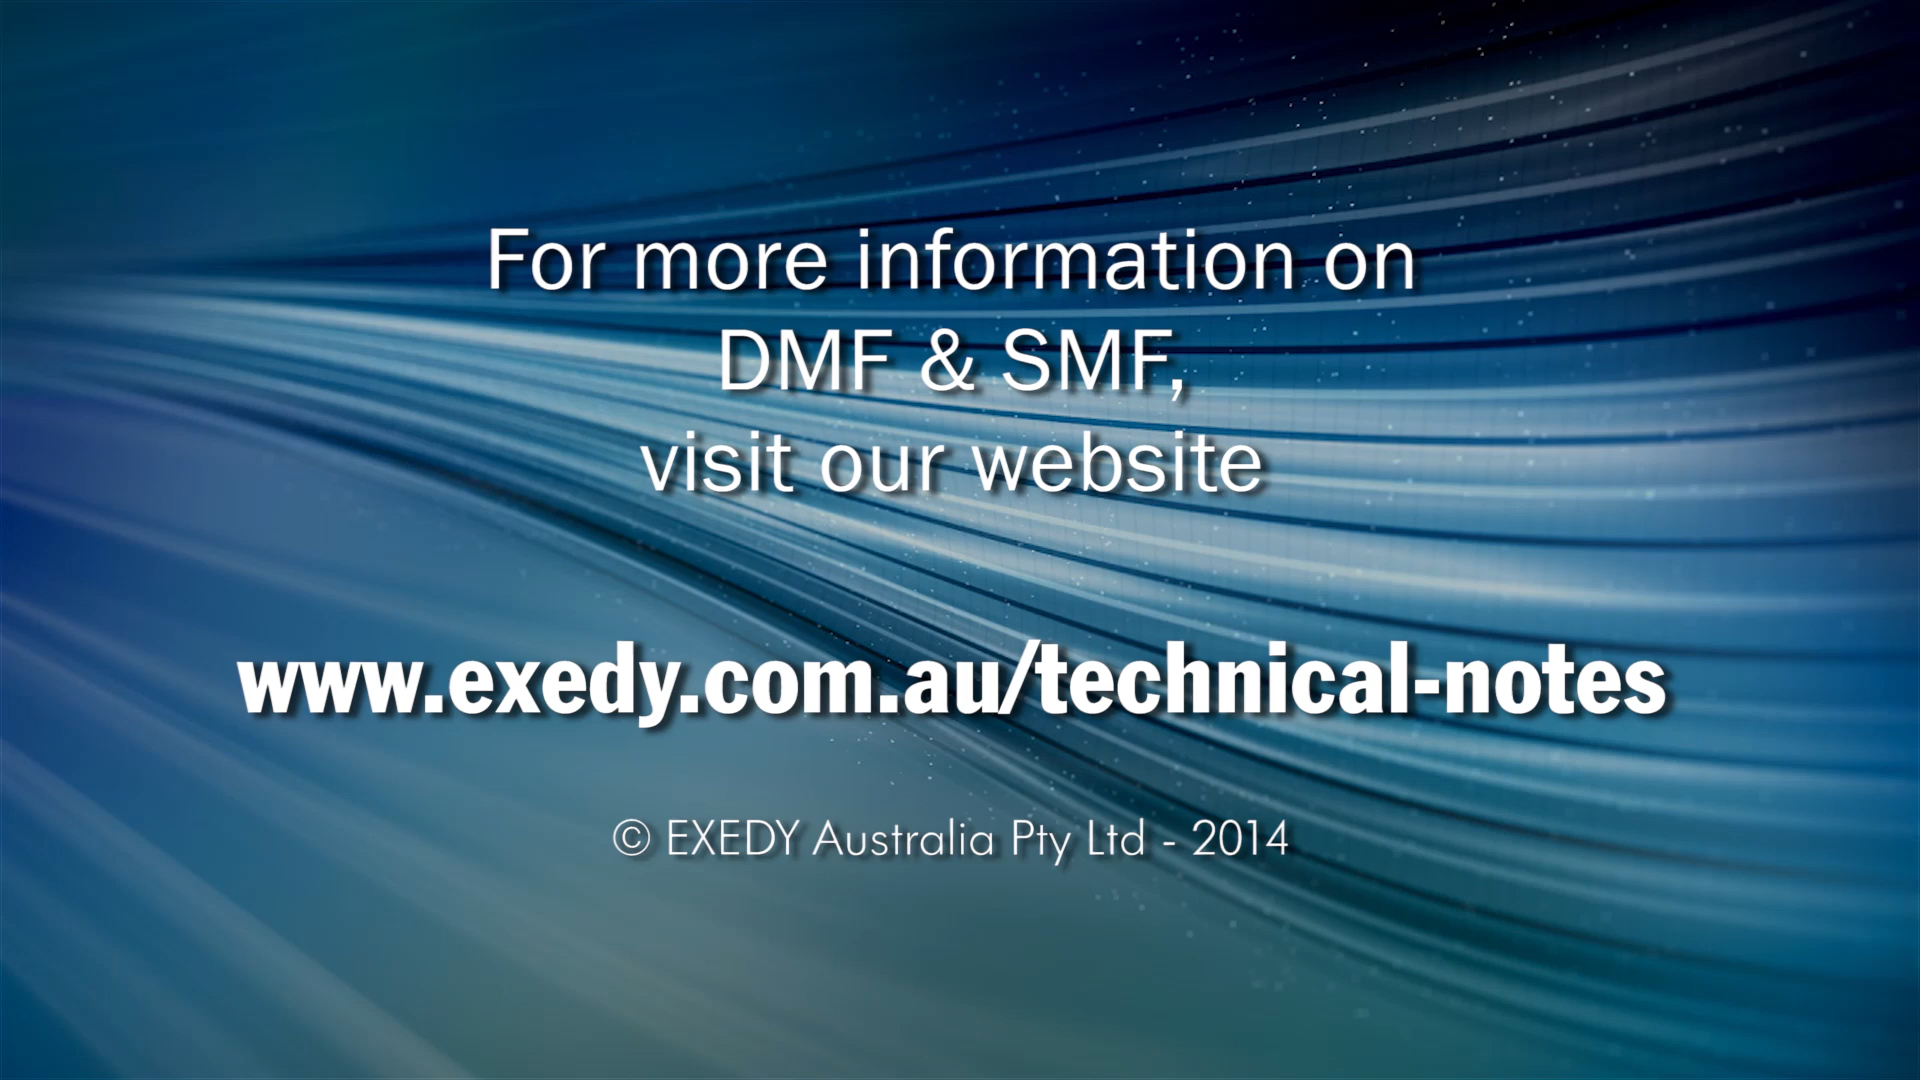 For more information on
DMF & SMF,
visit our website
www.exedy.com.au/technical-notes
© EXEDY Australia Pty Ltd - 2014